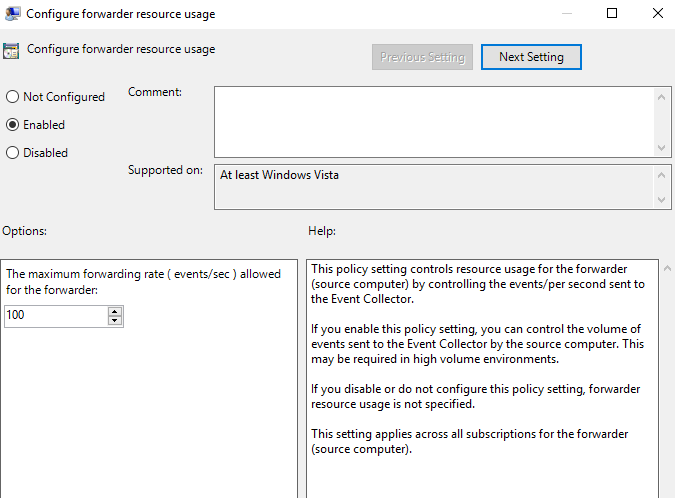 Configure forwarder resource usage
Configure forwarder resource usage
Previous Setting
Next Setting
Not Configured
Enabled
Disabled
Comment:
Supported on:
At least Windows Vista
Options:
Help:
The maximum forwarding rate ( events/sec ) allowed
for the forwarder:
100
This policy setting controls resource usage for the forwarder
(source computer) by controlling the events/per second sent to
the Event Collector.
If you enable this policy setting, you can control the volume of
events sent to the Event Collector by the source computer. This
may be required in high volume environments.
If you disable or do not configure this policy setting, forwarder
resource usage is not specified.
This setting applies across all subscriptions for the forwarder
(source computer).